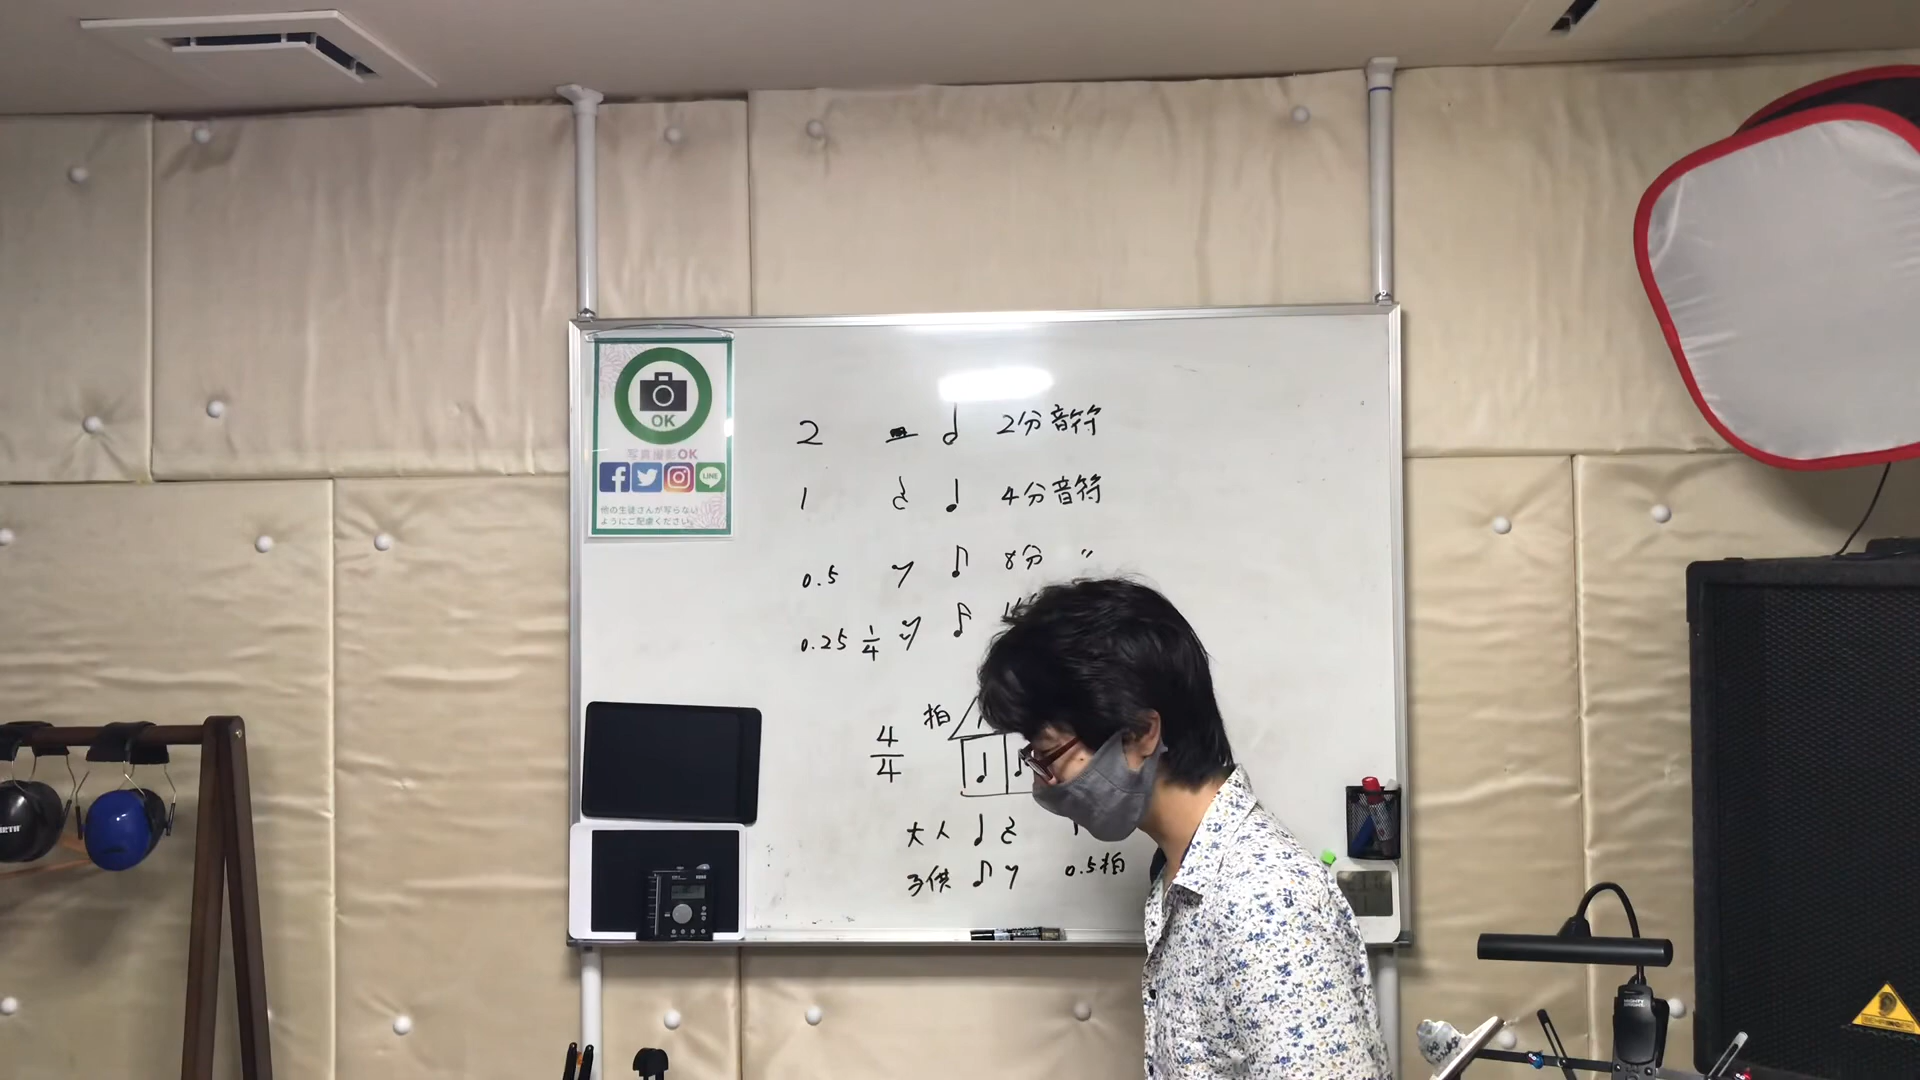 OK
写真撮影OK
LINE
他の生徒さんが写らない
ようにご配慮ください。
2 2分音符
1 4分音符
0.5 8分 〃
0.25 1/4
4/4 拍
大人
子供 0.5拍